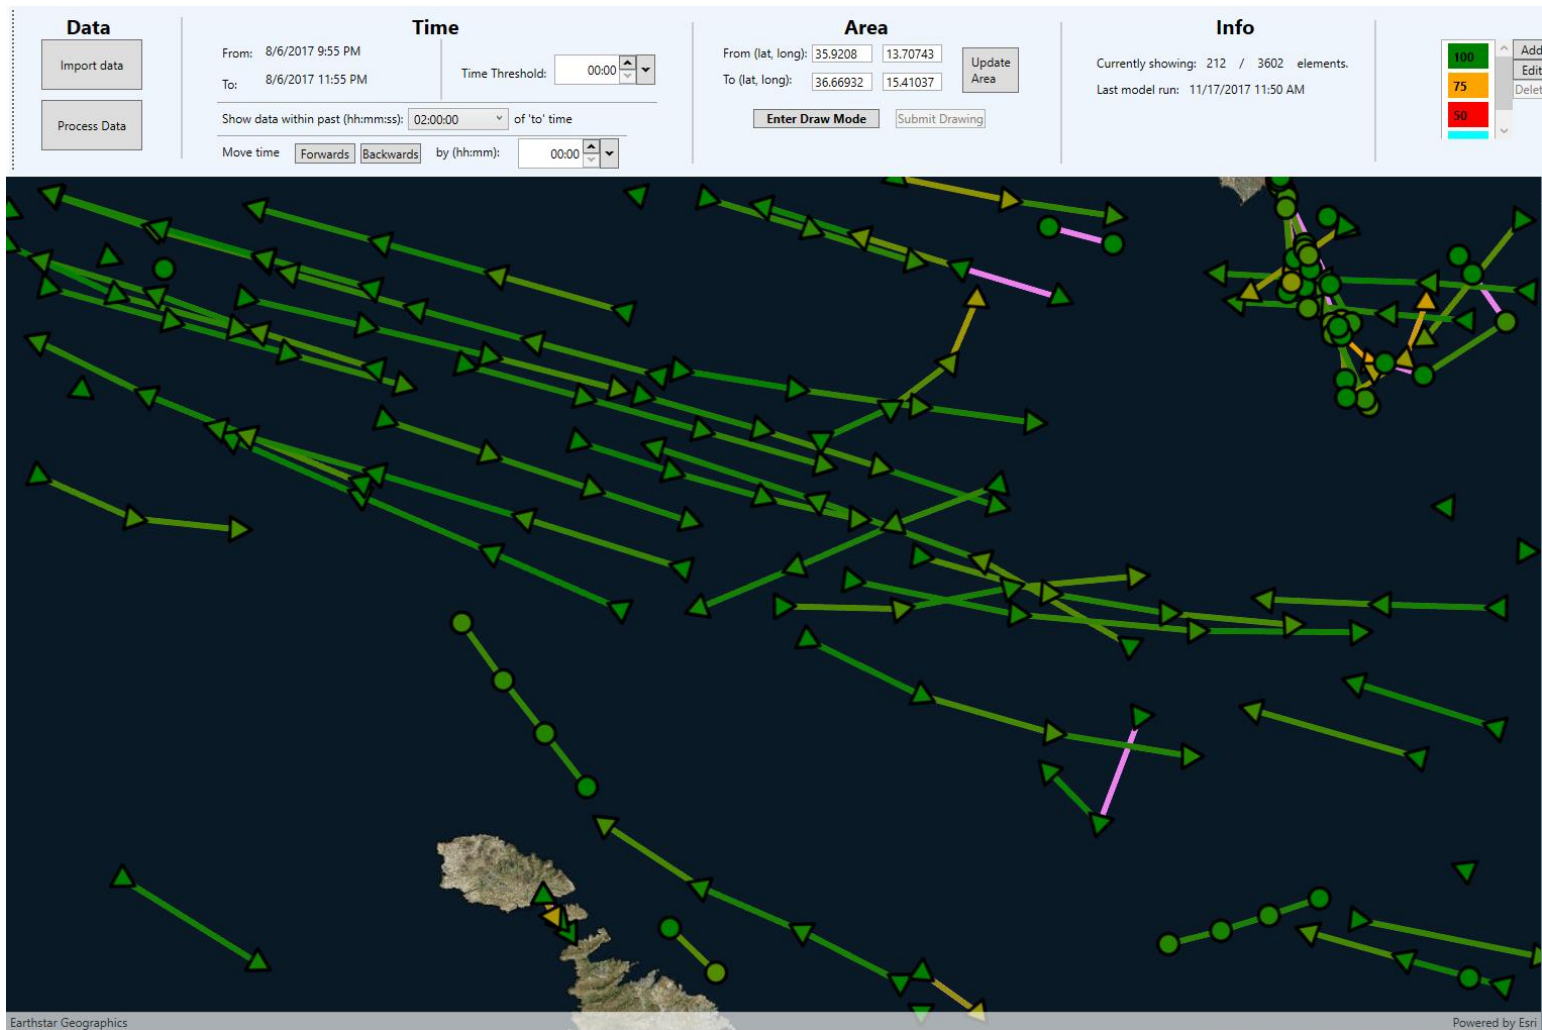 Data
Import data
Process Data
Time
From: 8/6/2017 9:55 PM
To: 8/6/2017 11:55 PM
Time Threshold: 00:00
Show data within past (hh:mm:ss): 02:00:00 of 'to' time
Move time Forwards Backwards by (hh:mm): 00:00
Area
From (lat, long): 35.9208 13.70743
To (lat, long): 36.66932 15.41037
Update
Area
Enter Draw Mode Submit Drawing
Info
Currently showing: 212 / 3602 elements.
Last model run: 11/17/2017 11:50 AM
100
75
50
Add
Edit
Delet
Earthstar Geographics
Powered by Esri